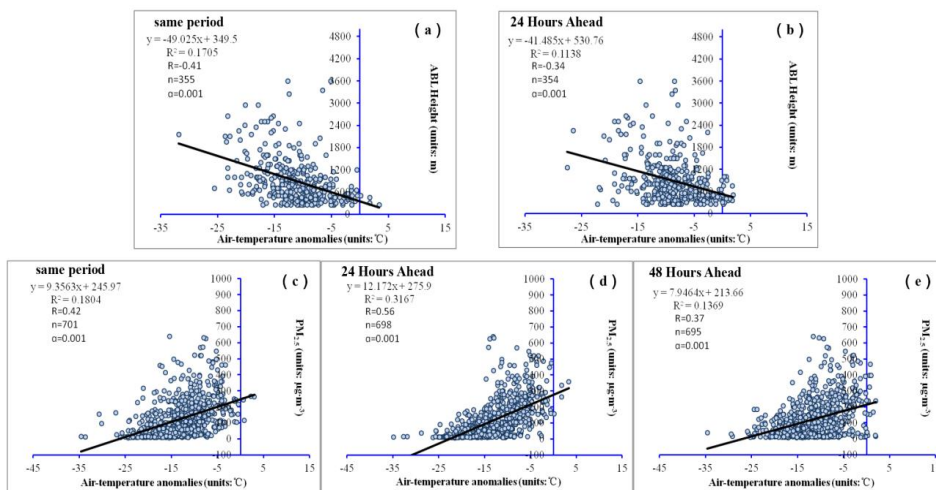 same period
( a )
y = -49.025x + 349.5
R² = 0.1705
R=-0.41
n=355
α=0.001
4800
4200
3600
3000
2400
1800
1200
600
0
ABL Height (units: m)
-35 -25 -15 -5 5 15
Air-temperature anomalies (units:℃)
24 Hours Ahead
( b )
y = -41.485x + 530.76
R² = 0.1138
R=-0.34
n=354
α=0.001
4800
4200
3600
3000
2400
1800
1200
600
0
ABL Height (units: m)
-35 -25 -15 -5 5 15
Air-temperature anomalies (units:℃)
same period
( c )
y = 9.3563x + 245.97
R² = 0.1804
R=0.42
n=701
α=0.001
1000
900
800
700
600
500
400
300
200
100
0
-100
PM2.5 (units: μg·m-3)
-45 -35 -25 -15 -5 5 15
Air-temperature anomalies (units:℃)
24 Hours Ahead
( d )
y = 12.172x + 275.9
R² = 0.3167
R=0.56
n=698
α=0.001
1000
900
800
700
600
500
400
300
200
100
0
-100
PM2.5 (units: μg·m-3)
-45 -35 -25 -15 -5 5 15
Air-temperature anomalies (units:℃)
48 Hours Ahead
( e )
y = 7.9464x + 213.66
R² = 0.1369
R=0.37
n=695
α=0.001
1000
900
800
700
600
500
400
300
200
100
0
-100
PM2.5 (units: μg·m-3)
-45 -35 -25 -15 -5 5
Air-temperature anomalies (units:℃)